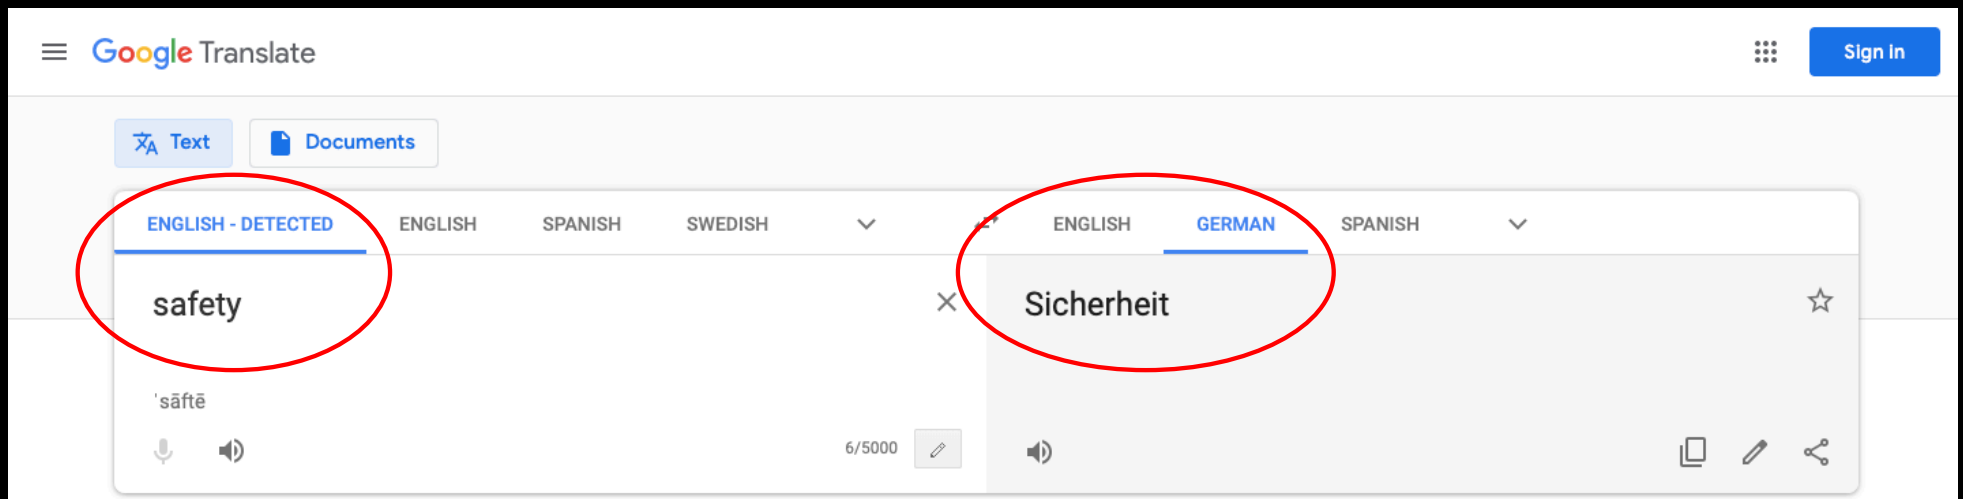 Google Translate
Sign in
Text
Documents
ENGLISH - DETECTED ENGLISH SPANISH SWEDISH
ENGLISH GERMAN SPANISH
safety
Sicherheit
ˈsāftē
6/5000